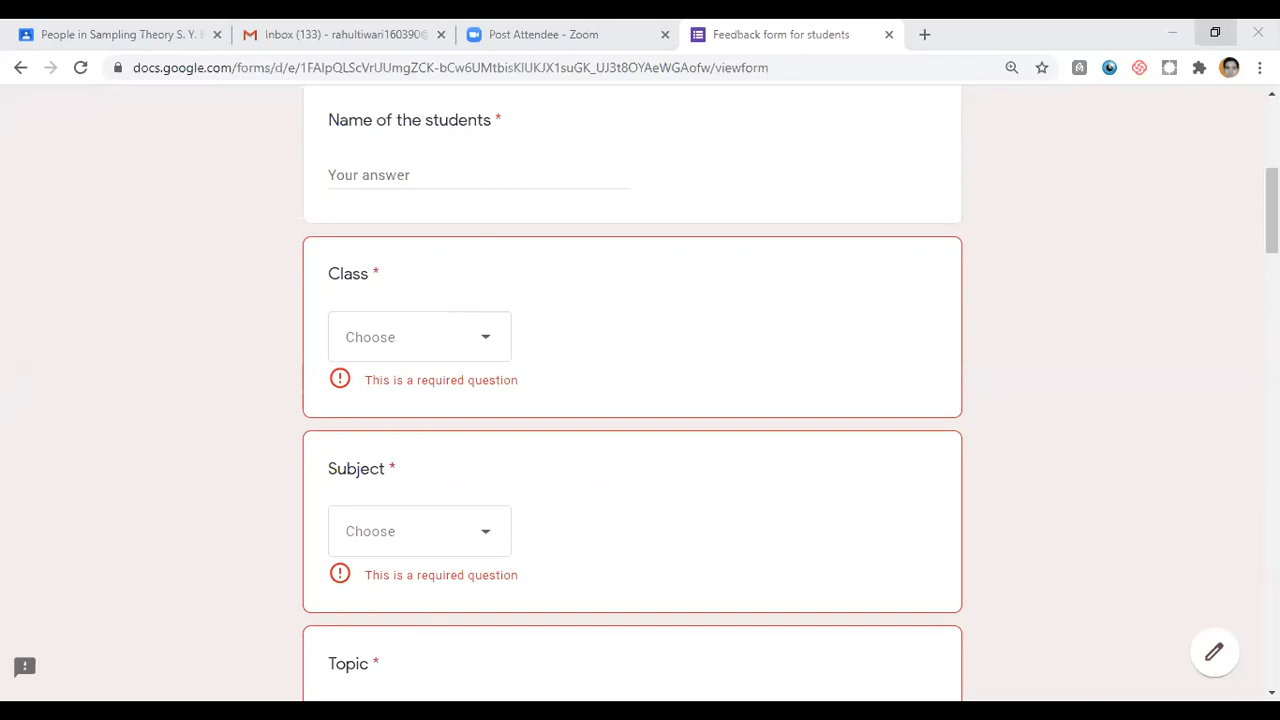 People in Sampling Theory S. Y. B
Inbox (133) - rahultiwari160390@
Post Attendee - Zoom
Feedback form for students
docs.google.com/forms/d/e/1FAIpQLScVrUUmgZCK-bCw6UMtbisKlUKJX1suGK_UJ3t8OYAeWGAofw/viewform
Name of the students *
Your answer
Class *
Choose
This is a required question
Subject *
Choose
This is a required question
Topic *